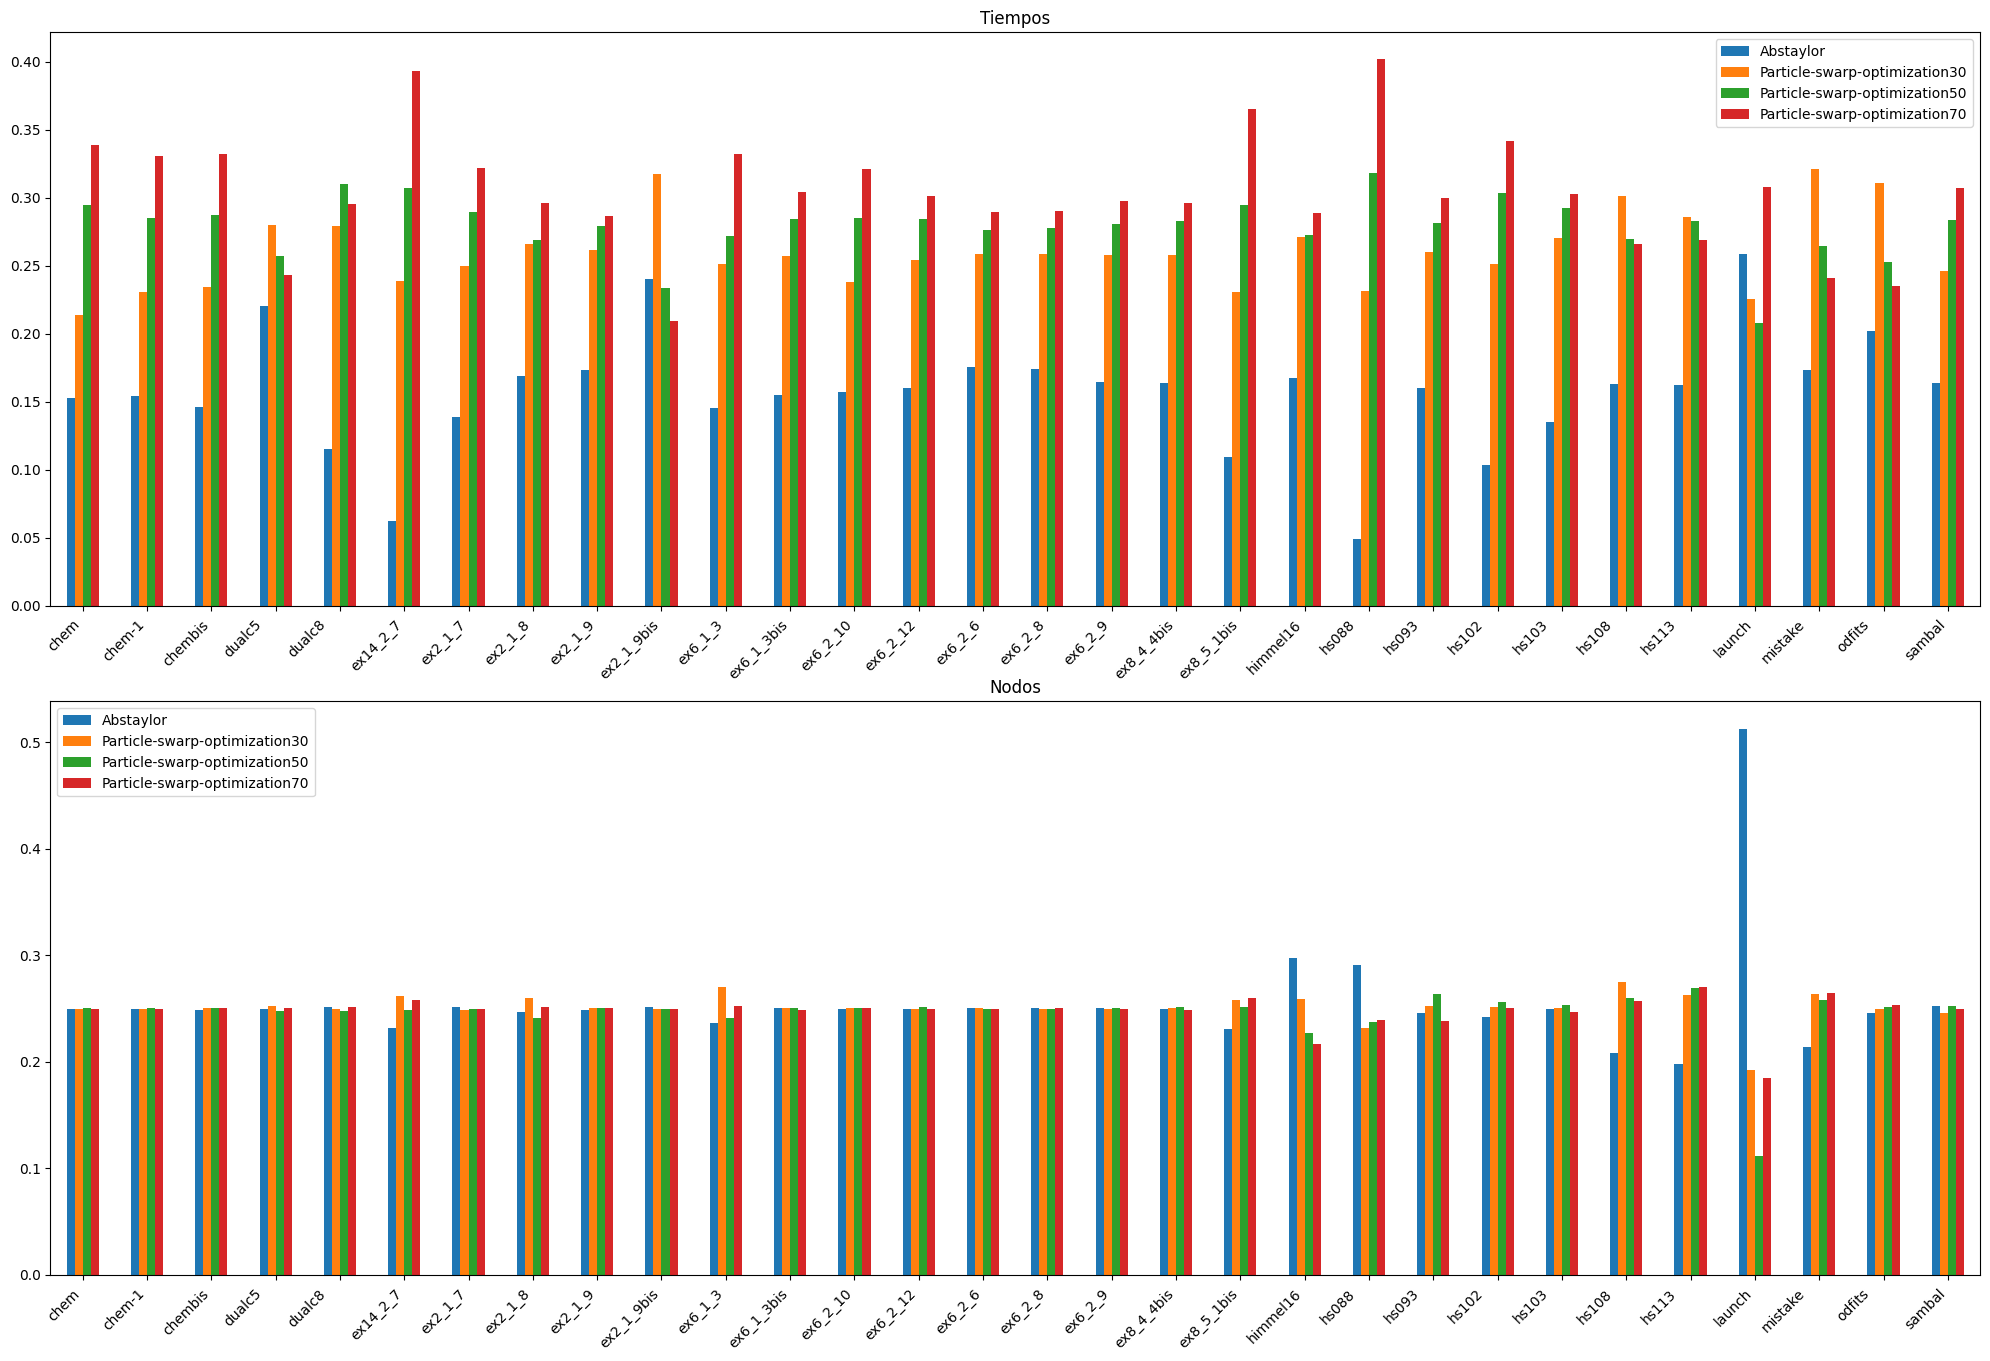 Tiempos
0.40
0.35
0.30
0.25
0.20
0.15
0.10
0.05
0.00
Abstaylor
Particle-swarp-optimization30
Particle-swarp-optimization50
Particle-swarp-optimization70
chem
chem-1
chembis
dualc5
dualc8
ex14_2_7
ex2_1_7
ex2_1_8
ex2_1_9
ex2_1_9bis
ex6_1_3
ex6_1_3bis
ex6_2_10
ex6_2_12
ex6_2_6
ex6_2_8
ex6_2_9
ex8_4_4bis
ex8_5_1bis
himmel16
hs088
hs093
hs102
hs103
hs108
hs113
launch
mistake
odfits
sambal
Nodos
0.5
0.4
0.3
0.2
0.1
0.0
Abstaylor
Particle-swarp-optimization30
Particle-swarp-optimization50
Particle-swarp-optimization70
chem
chem-1
chembis
dualc5
dualc8
ex14_2_7
ex2_1_7
ex2_1_8
ex2_1_9
ex2_1_9bis
ex6_1_3
ex6_1_3bis
ex6_2_10
ex6_2_12
ex6_2_6
ex6_2_8
ex6_2_9
ex8_4_4bis
ex8_5_1bis
himmel16
hs088
hs093
hs102
hs103
hs108
hs113
launch
mistake
odfits
sambal